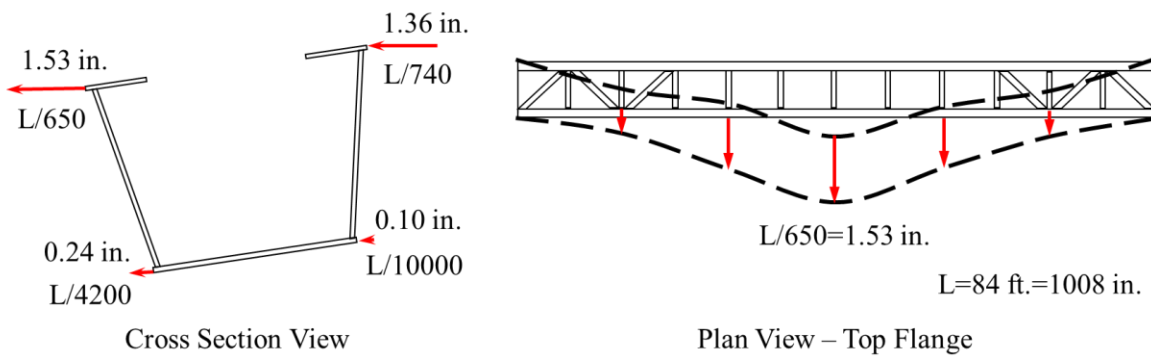 1.53 in.
L/650
1.36 in.
L/740
0.24 in.
L/4200
0.10 in.
L/10000
Cross Section View
L/650=1.53 in.
L=84 ft.=1008 in.
Plan View – Top Flange